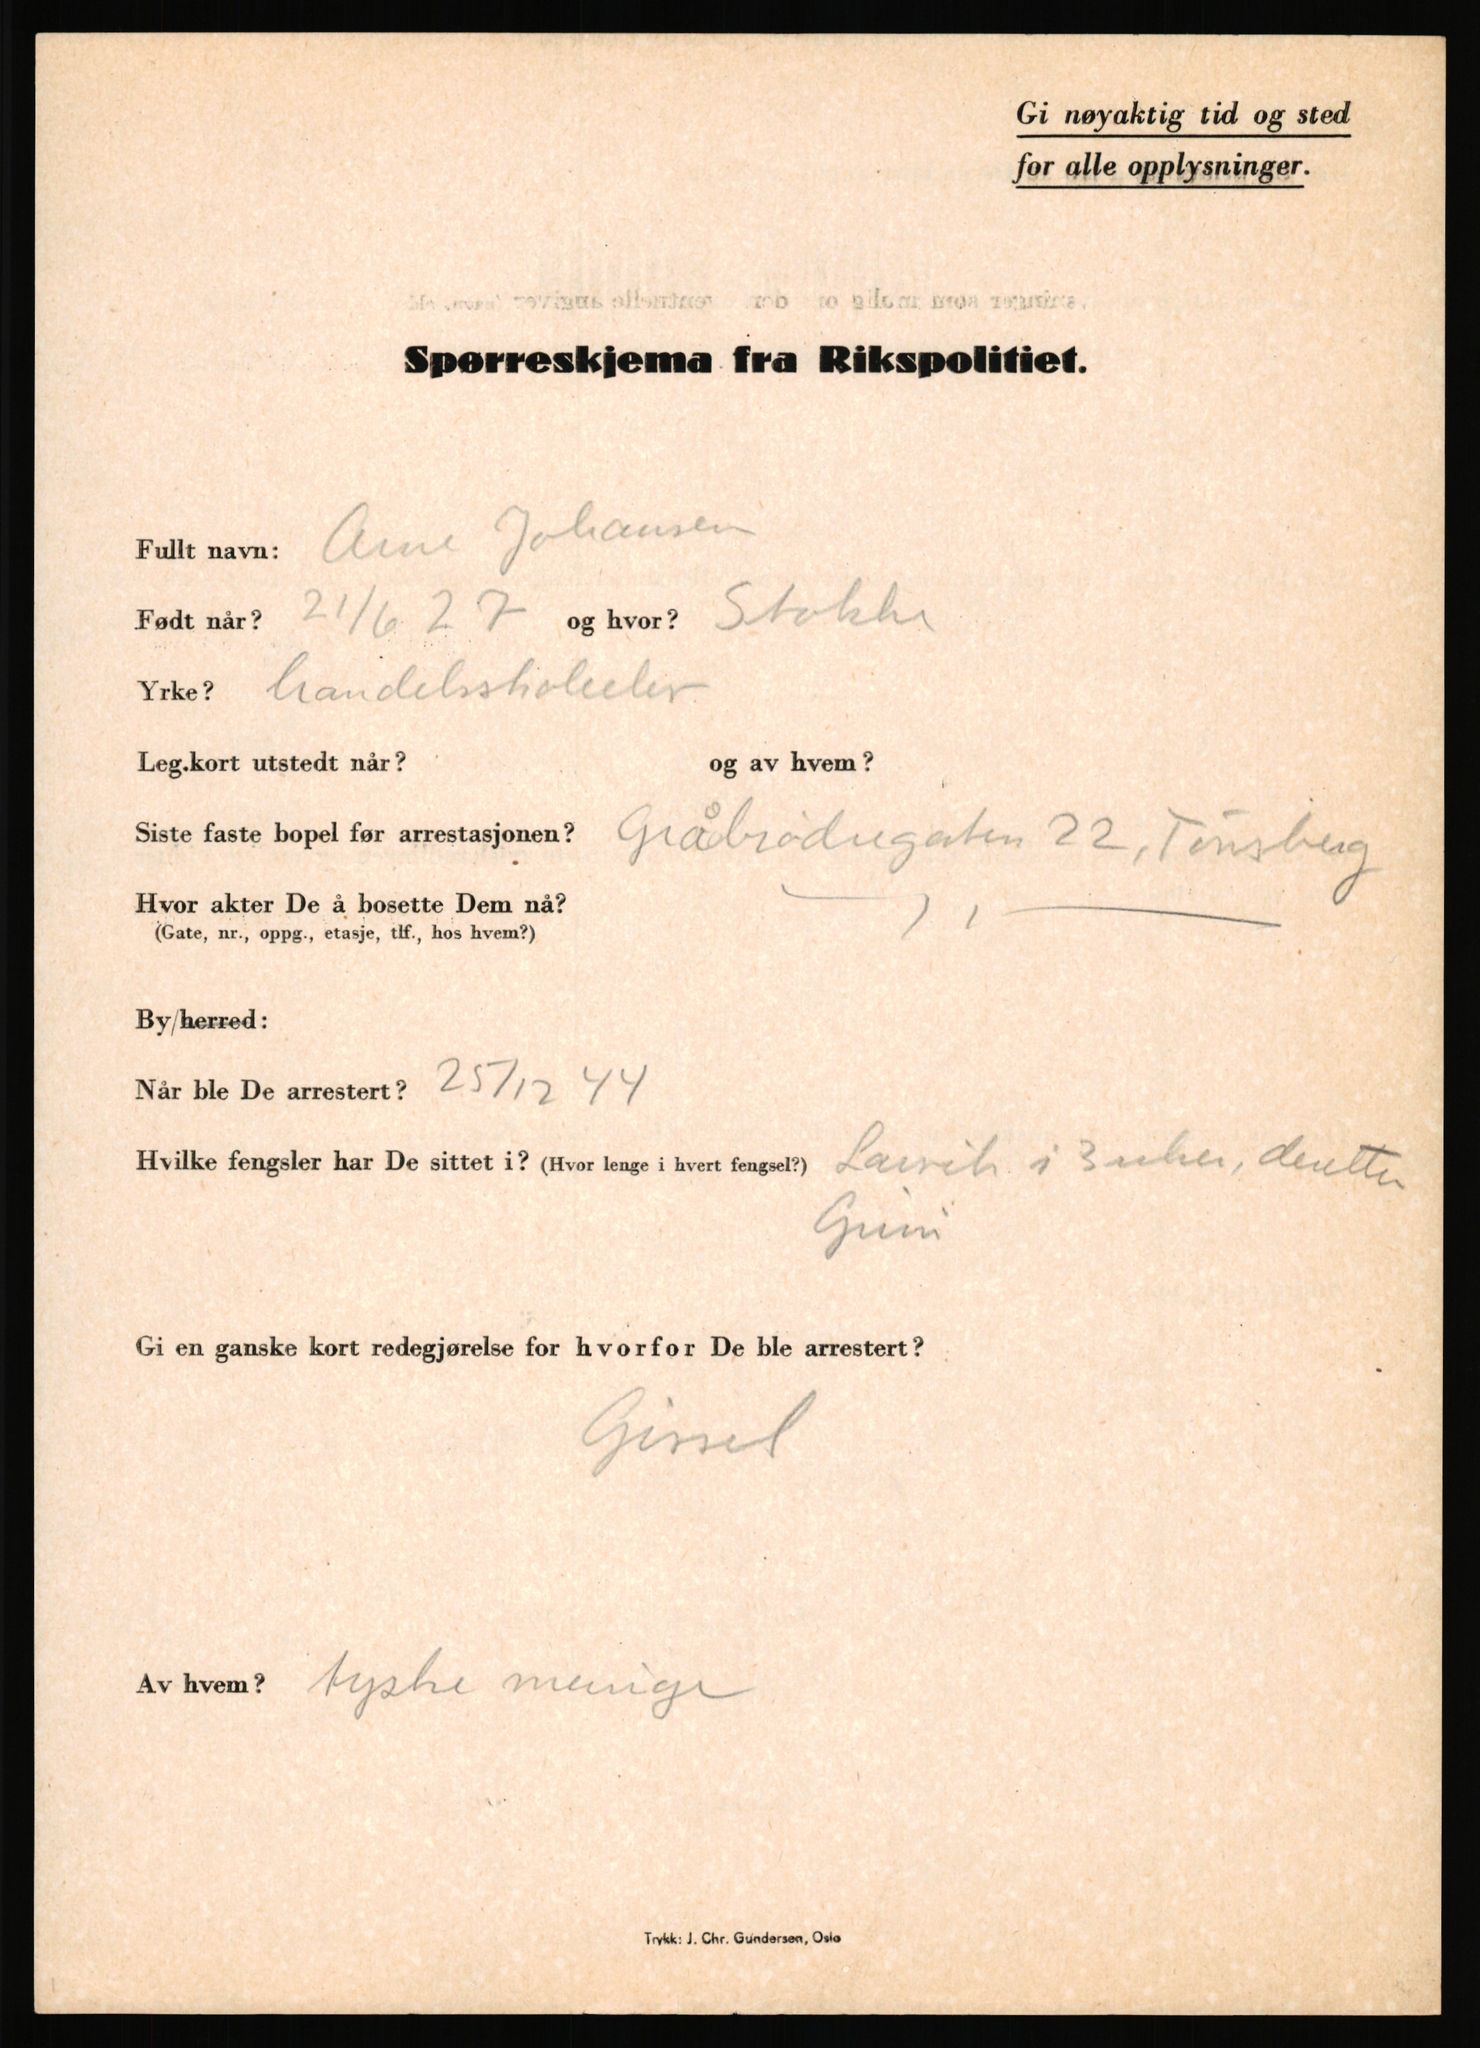 Gi nøyaktig tid og sted
for alle opplysninger.
Spørreskjema fra Rikspolitiet.
Fullt navn: Arne Johansen
Født når? 21/6 27 og hvor? Stokke
Yrke? handelsskoleelev
Leg.kort utstedt når? og av hvem?
Siste faste bopel før arrestasjonen? Gråbrødregaten 22, Tönsberg
Hvor akter De å bosette Dem nå? — , , —
(Gate, nr., oppg., etasje, tlf., hos hvem?)
By/herred:
Når ble De arrestert? 25/12 44
Hvilke fengsler har De sittet i? (Hvor lenge i hvert fengsel?) Larvik i 3 uker, deretter
Grini
Gi en ganske kort redegjørelse for hvorfor De ble arrestert?
Gissel
Av hvem? tyske menige
Trykk: J. Chr. Gundersen, Oslo